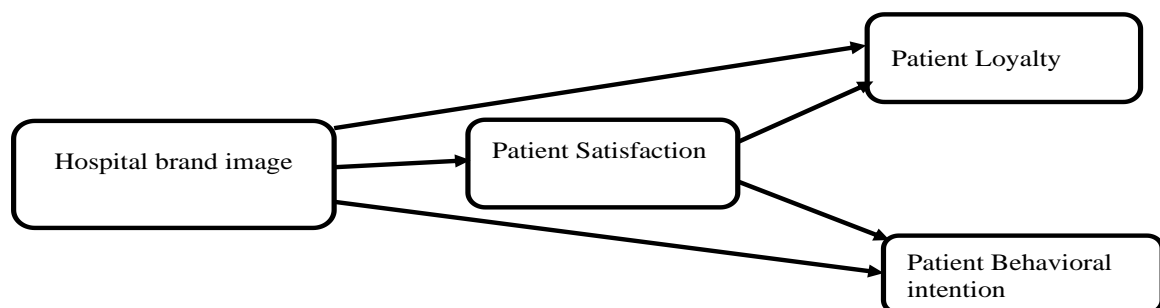 Patient Loyalty
Hospital brand image
Patient Satisfaction
Patient Behavioral
intention